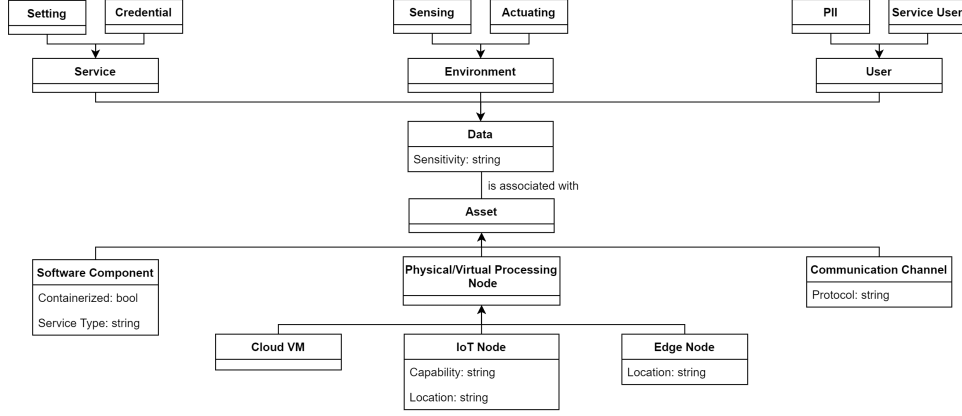 Setting
Credential
Sensing
Actuating
PII
Service User
Service
Environment
User
Data
Sensitivity: string
is associated with
Asset
Software Component
Containerized: bool
Service Type: string
Physical/Virtual Processing
Node
Communication Channel
Protocol: string
Cloud VM
IoT Node
Capability: string
Location: string
Edge Node
Location: string